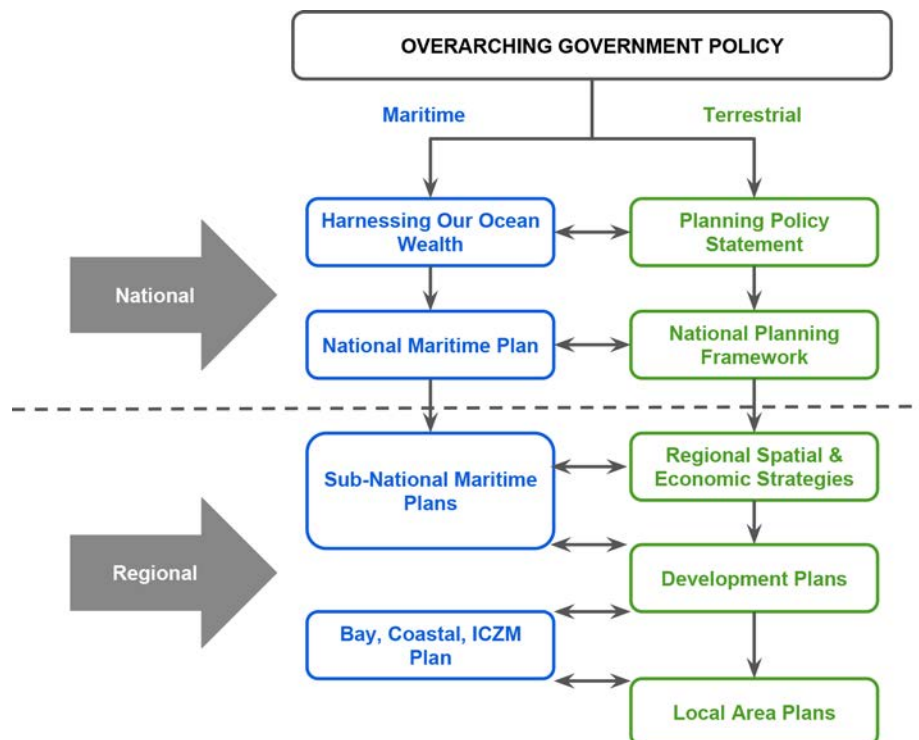 OVERARCHING GOVERNMENT POLICY
Maritime
Terrestrial
Harnessing Our Ocean
Wealth
Planning Policy
Statement
National
National Maritime Plan
National Planning
Framework
Sub-National Maritime
Plans
Regional Spatial &
Economic Strategies
Regional
Development Plans
Bay, Coastal, ICZM
Plan
Local Area Plans